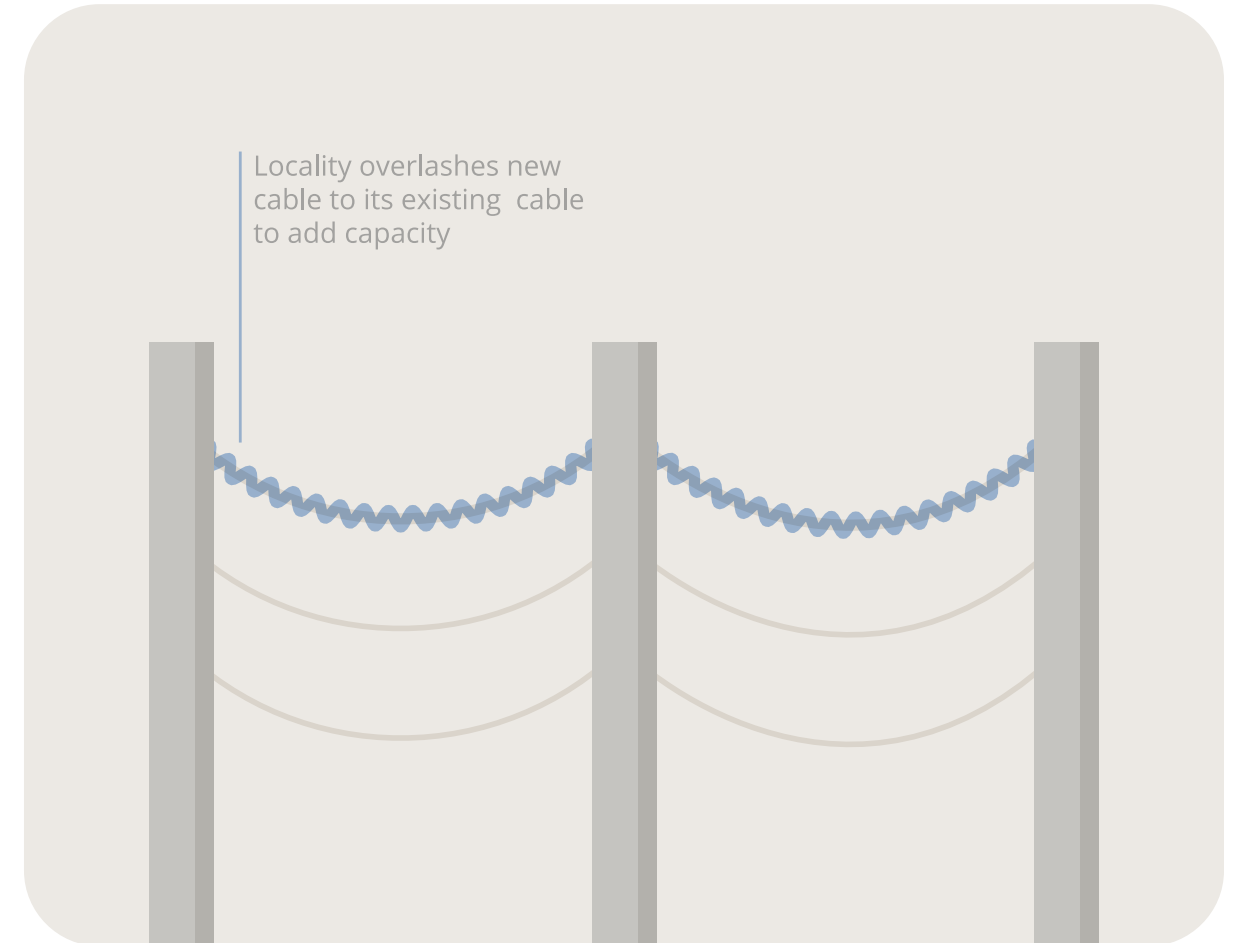 Locality overlashes new
cable to its existing  cable
to add capacity